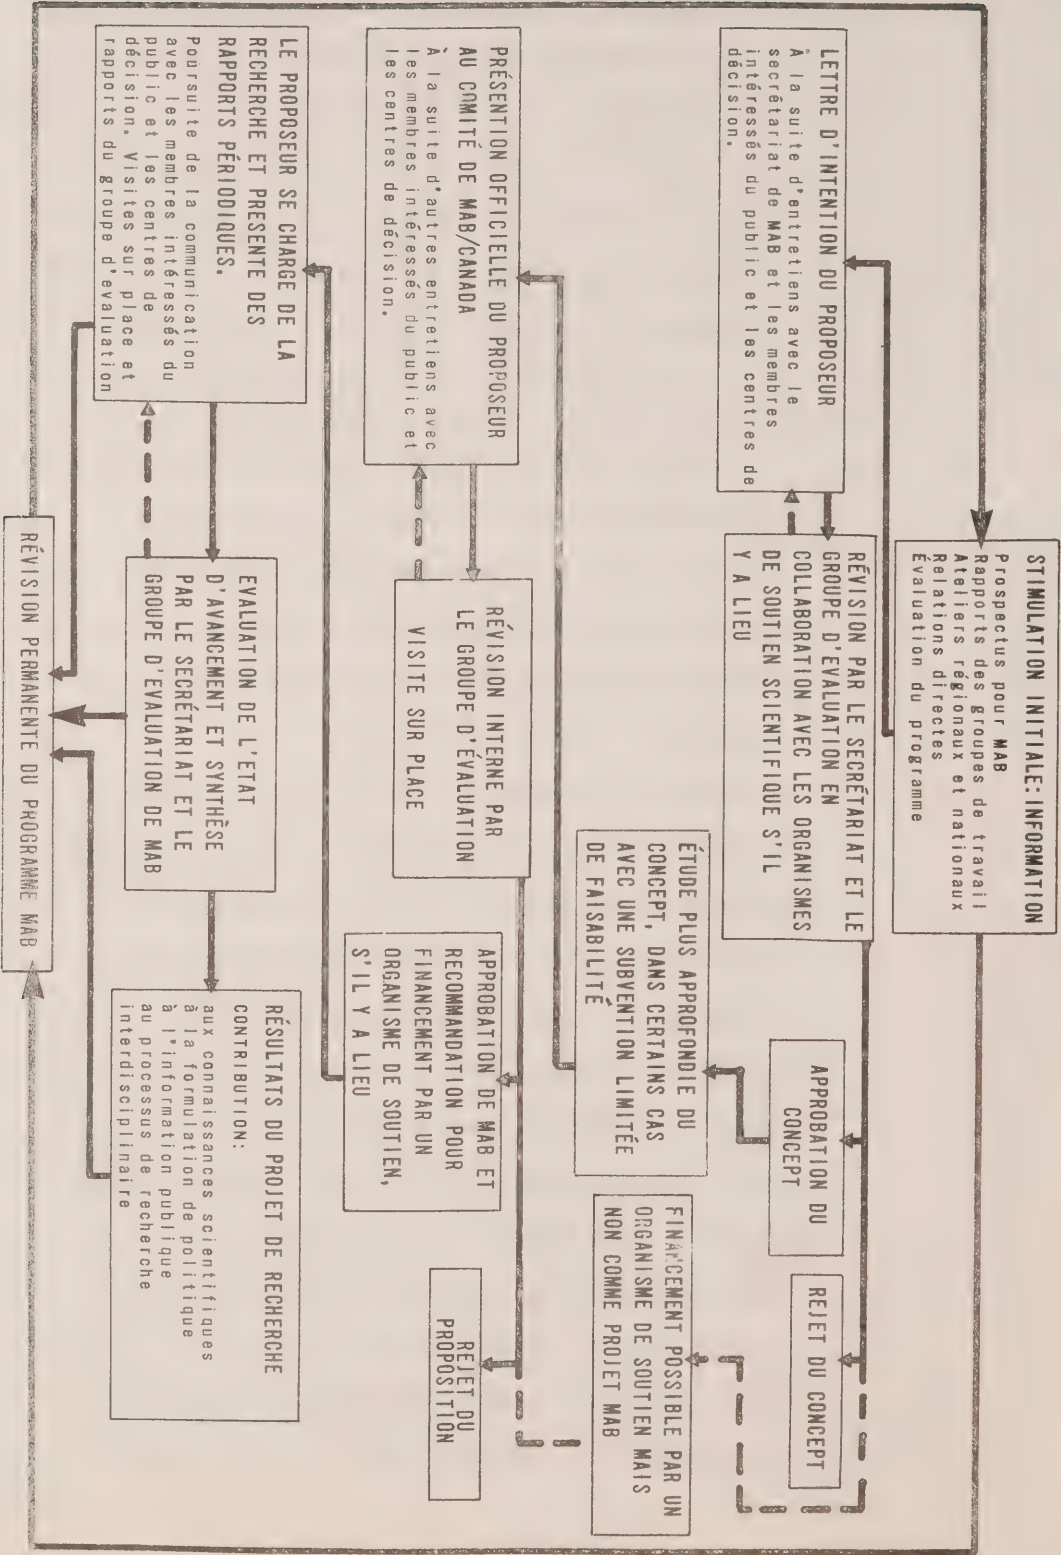 STIMULATION INITIALE: INFORMATION
Prospectus pour MAB
Rapports des groupes de travail
Ateliers régionaux et nationaux
Relations directes
Évaluation du programme
LETTRE D'INTENTION DU PROPOSEUR
À la suite d'entretiens avec le
secrétariat de MAB et les membres
intéressés du public et les centres de
décision.
RÉVISION PAR LE SECRÉTARIAT ET LE
GROUPE D'EVALUATION EN
COLLABORATION AVEC LES ORGANISMES
DE SOUTIEN SCIENTIFIQUE S'IL
Y A LIEU
APPROBATION DU
CONCEPT
REJET DU CONCEPT
ÉTUDE PLUS APPROFONDIE DU
CONCEPT, DANS CERTAINS CAS
AVEC UNE SUBVENTION LIMITÉE
DE FAISABILITÉ
FINANCEMENT POSSIBLE PAR UN
ORGANISME DE SOUTIEN MAIS
NON COMME PROJET MAB
PRÉSENTION OFFICIELLE DU PROPOSEUR
AU COMITÉ DE MAB/CANADA
À la suite d'autres entretiens avec
les membres intéressés du public et
les centres de décision.
RÉVISION INTERNE PAR
LE GROUPE D'ÉVALUATION
VISITE SUR PLACE
APPROBATION DE MAB ET
RECOMMANDATION POUR
FINANCEMENT PAR UN
ORGANISME DE SOUTIEN,
S'IL Y A LIEU
REJET DU
PROPOSITION
LE PROPOSEUR SE CHARGE DE LA
RECHERCHE ET PRESENTE DES
RAPPORTS PÉRIODIQUES.
Poursuite de la communication
avec les membres intéressés du
public et les centres de
décision. Visites sur place et
rapports du groupe d'evaluation
EVALUATION DE L'ETAT
D'AVANCEMENT ET SYNTHÈSE
PAR LE SECRÉTARIAT ET LE
GROUPE D'EVALUATION DE MAB
RÉSULTATS DU PROJET DE RECHERCHE
CONTRIBUTION:
aux connaissances scientifiques
à la formulation de politique
à l'information publique
au processus de recherche
interdisciplinaire
RÉVISION PERMANENTE DU PROGRAMME MAB